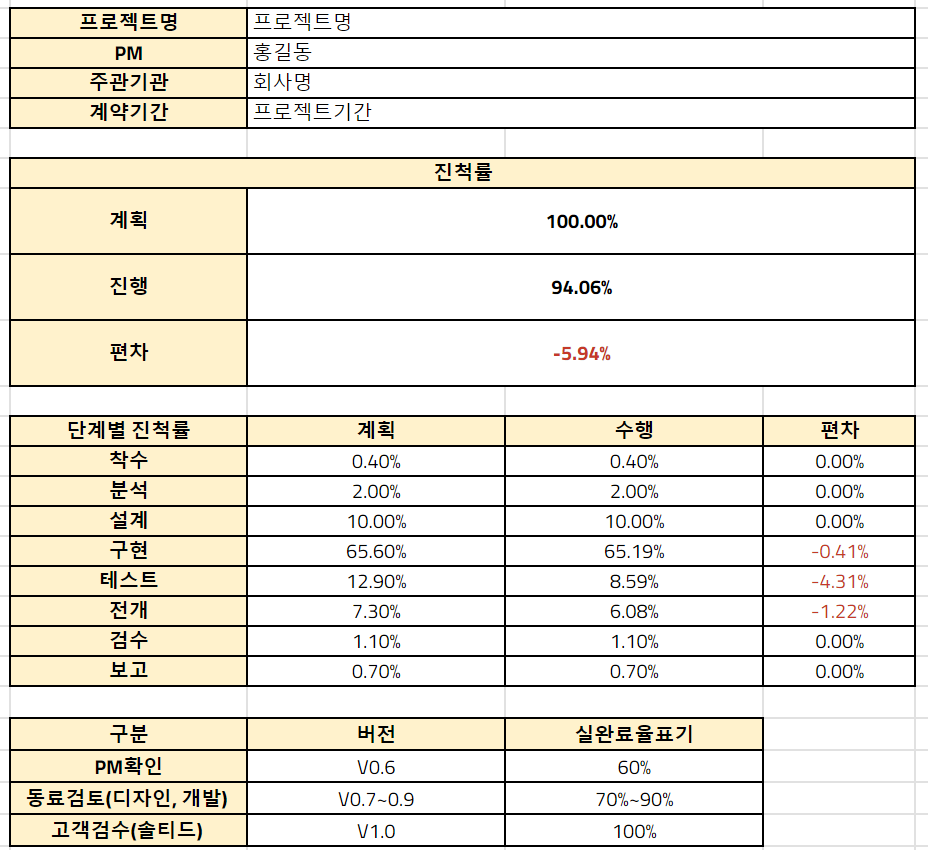 프로젝트명 프로젝트명
PM 홍길동
주관기관 회사명
계약기간 프로젝트기간
진척률
계획 100.00%
진행 94.06%
편차 -5.94%
단계별 진척률 계획 수행 편차
착수 0.40% 0.40% 0.00%
분석 2.00% 2.00% 0.00%
설계 10.00% 10.00% 0.00%
구현 65.60% 65.19% -0.41%
테스트 12.90% 8.59% -4.31%
전개 7.30% 6.08% -1.22%
검수 1.10% 1.10% 0.00%
보고 0.70% 0.70% 0.00%
구분 버전 실완료율표기
PM확인 V0.6 60%
동료검토(디자인, 개발) V0.7~0.9 70%~90%
고객검수(솔티드) V1.0 100%